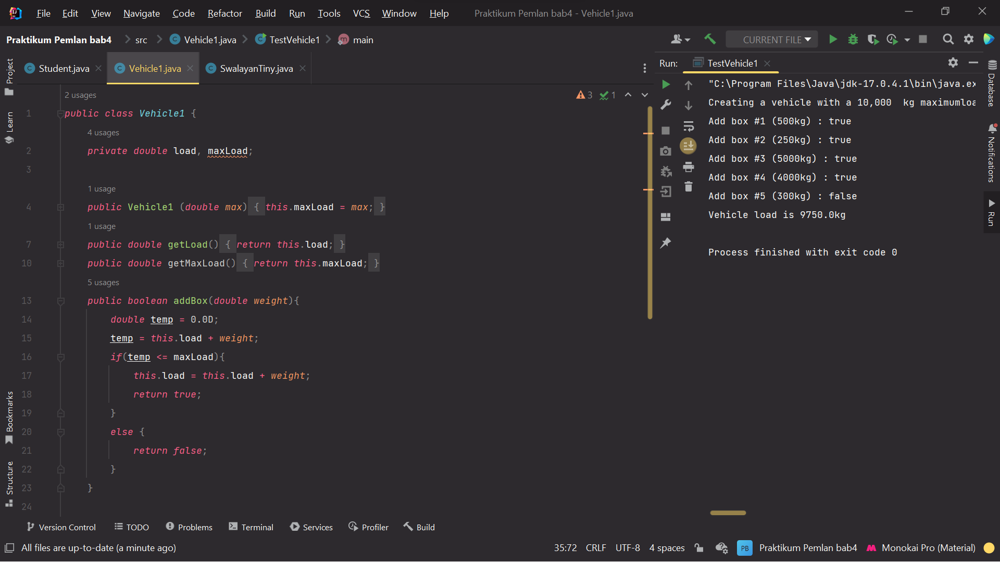 File Edit View Navigate Code Refactor Build Run Tools VCS Window Help Praktikum Pemlan bab4 - Vehicle1.java
Praktikum Pemlan bab4 src Vehicle1.java TestVehicle1 main CURRENT FILE
Project
Learn
Bookmarks
Structure
Student.java Vehicle1.java SwalayanTiny.java
3 1
2 usages
1 public class Vehicle1 {
4 usages
2 private double load, maxLoad;
3
1 usage
4 public Vehicle1 (double max) { this.maxLoad = max; }
1 usage
7 public double getLoad() { return this.load; }
10 public double getMaxLoad() { return this.maxLoad; }
5 usages
13 public boolean addBox(double weight){
14 double temp = 0.0D;
15 temp = this.load + weight;
16 if(temp <= maxLoad){
17 this.load = this.load + weight;
18 return true;
19 }
20 else {
21 return false;
22 }
23 }
24
Run: TestVehicle1
"C:\Program Files\Java\jdk-17.0.4.1\bin\java.ex
Creating a vehicle with a 10,000  kg maximumloa
Add box #1 (500kg) : true
Add box #2 (250kg) : true
Add box #3 (5000kg) : true
Add box #4 (4000kg) : true
Add box #5 (300kg) : false
Vehicle load is 9750.0kg
Process finished with exit code 0
Database
Notifications
Run
Version Control TODO Problems Terminal Services Profiler Build
All files are up-to-date (a minute ago) 35:72 CRLF UTF-8 4 spaces PB Praktikum Pemlan bab4 Monokai Pro (Material)